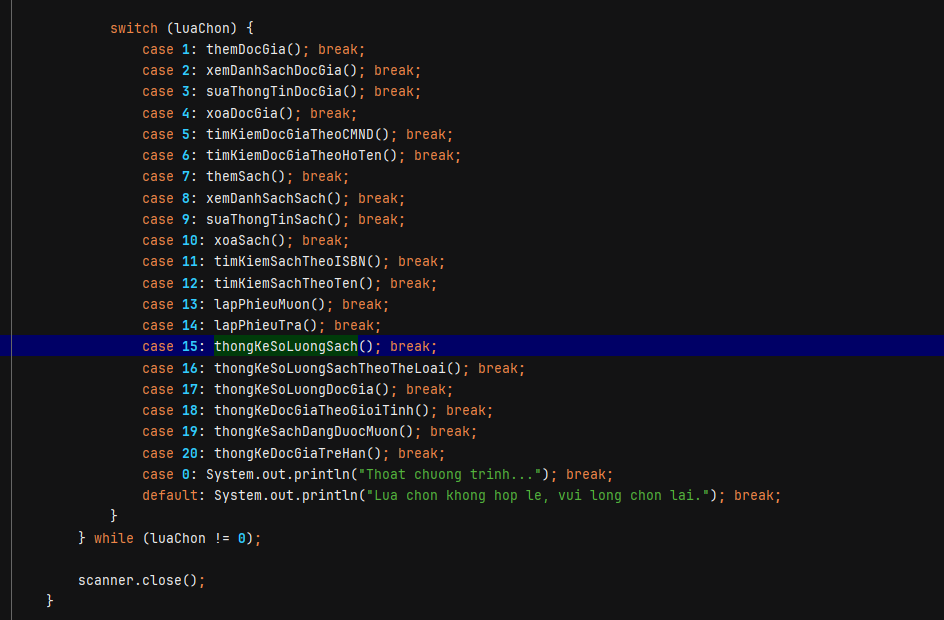 switch (luaChon) {
case 1: themDocGia(); break;
case 2: xemDanhSachDocGia(); break;
case 3: suaThongTinDocGia(); break;
case 4: xoaDocGia(); break;
case 5: timKiemDocGiaTheoCMND(); break;
case 6: timKiemDocGiaTheoHoTen(); break;
case 7: themSach(); break;
case 8: xemDanhSachSach(); break;
case 9: suaThongTinSach(); break;
case 10: xoaSach(); break;
case 11: timKiemSachTheoISBN(); break;
case 12: timKiemSachTheoTen(); break;
case 13: lapPhieuMuon(); break;
case 14: lapPhieuTra(); break;
case 15: thongKeSoLuongSach(); break;
case 16: thongKeSoLuongSachTheoTheLoai(); break;
case 17: thongKeSoLuongDocGia(); break;
case 18: thongKeDocGiaTheoGioiTinh(); break;
case 19: thongKeSachDangDuocMuon(); break;
case 20: thongKeDocGiaTreHan(); break;
case 0: System.out.println("Thoat chuong trinh..."); break;
default: System.out.println("Lua chon khong hop le, vui long chon lai."); break;
}
} while (luaChon != 0);
scanner.close();
}